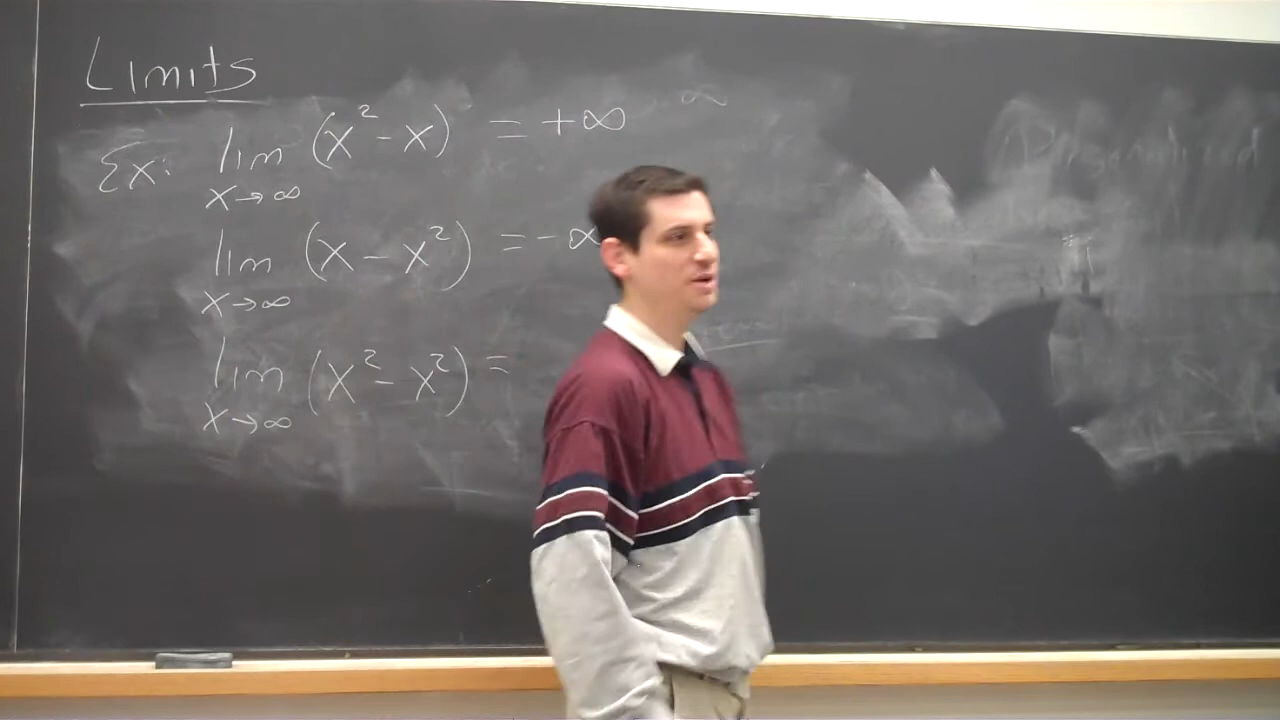 Limits
Ex: lim (x² - x) = +∞
x→∞
lim (x - x²) = -∞
x→∞
lim (x² - x²) =
x→∞